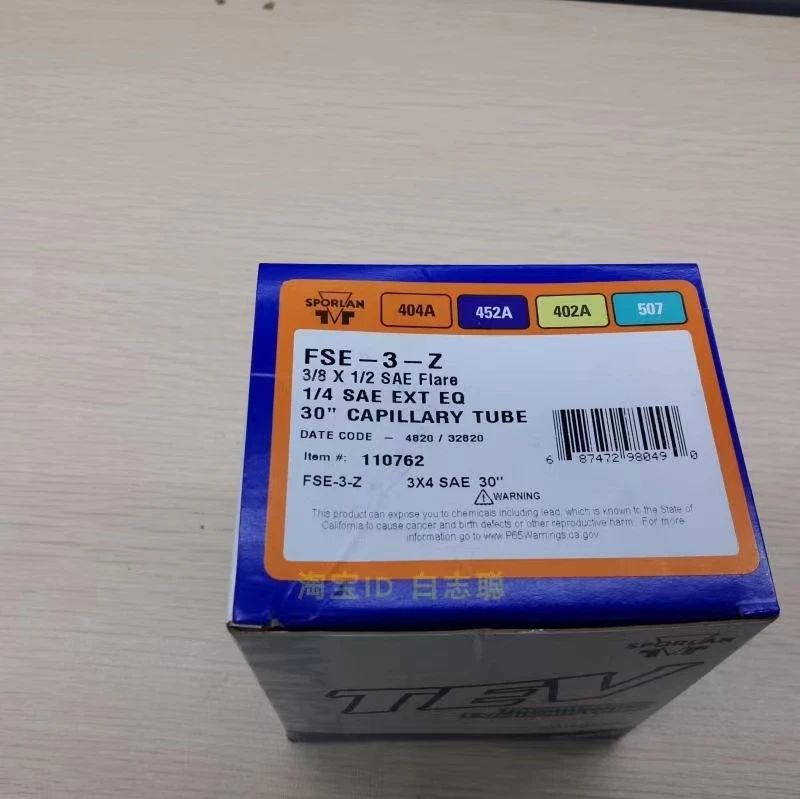 SPORLAN
404A
452A
402A
507
FSE-3-Z
3/8 X 1/2 SAE Flare
1/4 SAE EXT EQ
30" CAPILLARY TUBE
DATE CODE - 4820 / 32820
Item #: 110762
6 87472 98049 0
FSE-3-Z 3X4 SAE 30"
WARNING
This product can expose you to chemicals including lead, which is known to the State of
California to cause cancer and birth defects or other reproductive harm. For more
information go to www.P65Warnings.ca.gov
淘宝ID 白志聪
SPORLAN
TEV